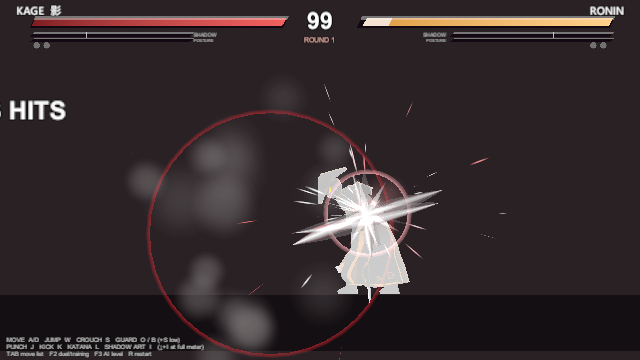 KAGE 影
99
RONIN
SHADOW
POSTURE
ROUND 1
SHADOW
POSTURE
HITS
MOVE A/D JUMP W CROUCH S GUARD O / B (+S low)
PUNCH J KICK K KATANA L SHADOW ART I (↓+I at full meter)
TAB move list F2 duel/training F3 AI level R restart